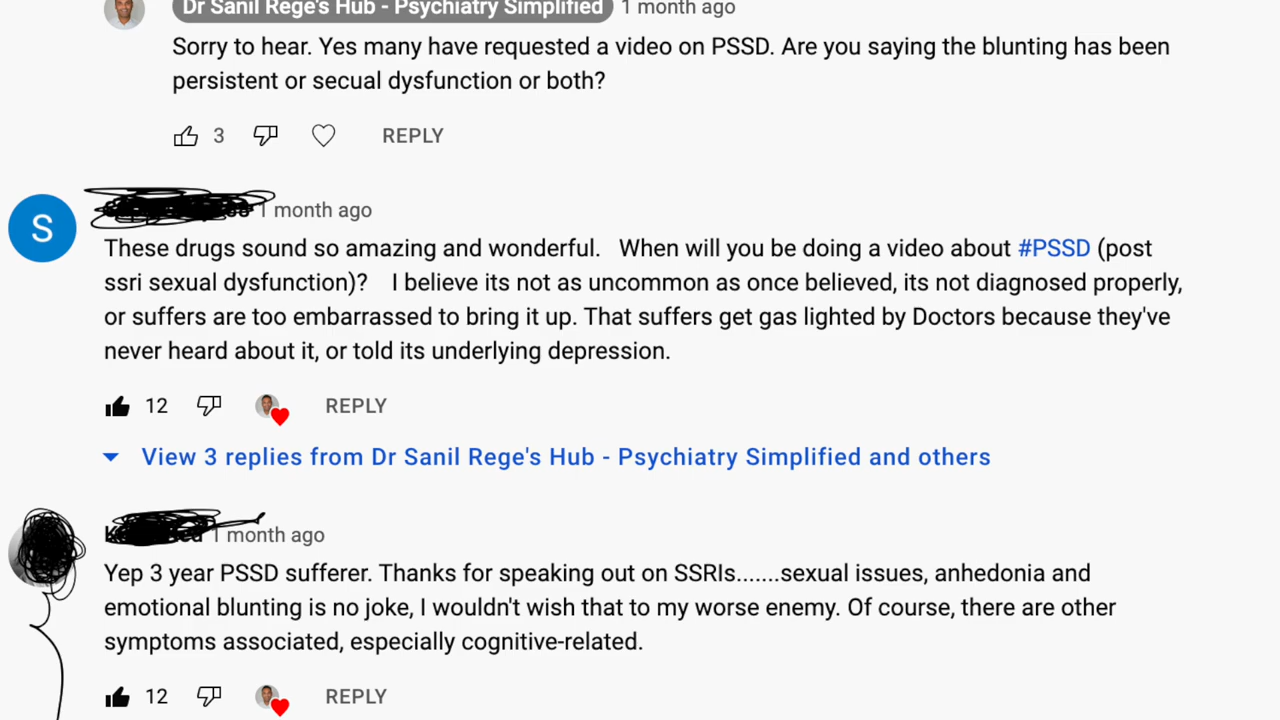 Dr Sanil Rege's Hub - Psychiatry Simplified 1 month ago
Sorry to hear. Yes many have requested a video on PSSD. Are you saying the blunting has been
persistent or secual dysfunction or both?
3 REPLY
S
1 month ago
These drugs sound so amazing and wonderful. When will you be doing a video about #PSSD (post
ssri sexual dysfunction)? I believe its not as uncommon as once believed, its not diagnosed properly,
or suffers are too embarrassed to bring it up. That suffers get gas lighted by Doctors because they've
never heard about it, or told its underlying depression.
12 REPLY
View 3 replies from Dr Sanil Rege's Hub - Psychiatry Simplified and others
1 month ago
Yep 3 year PSSD sufferer. Thanks for speaking out on SSRIs.......sexual issues, anhedonia and
emotional blunting is no joke, I wouldn't wish that to my worse enemy. Of course, there are other
symptoms associated, especially cognitive-related.
12 REPLY